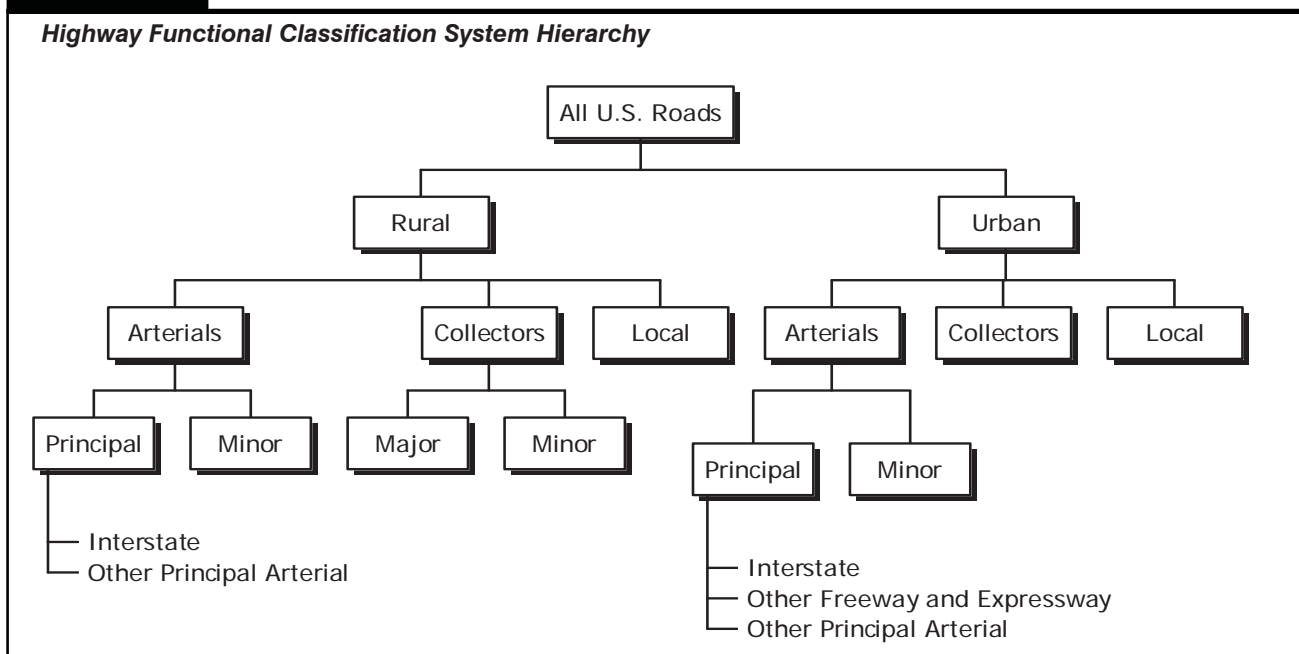 Highway Functional Classification System Hierarchy
All U.S. Roads
Rural
Urban
Arterials
Collectors
Local
Arterials
Collectors
Local
Principal
Minor
Major
Minor
Principal
Minor
Interstate
Other Principal Arterial
Interstate
Other Freeway and Expressway
Other Principal Arterial